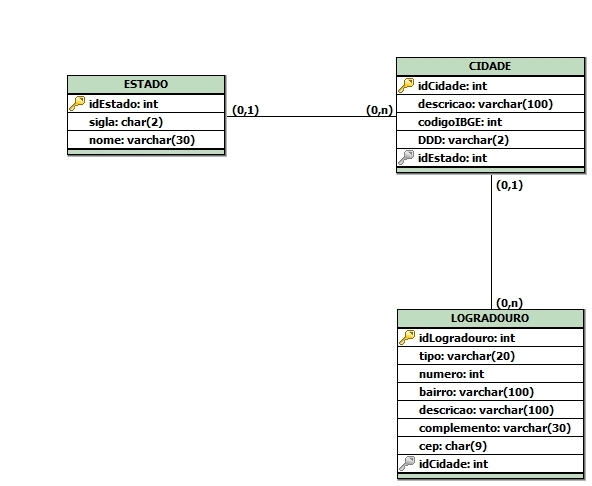 ESTADO
idEstado: int
sigla: char(2)
nome: varchar(30)
(0,1)
(0,n)
CIDADE
idCidade: int
descricao: varchar(100)
codigoIBGE: int
DDD: varchar(2)
idEstado: int
(0,1)
(0,n)
LOGRADOURO
idLogradouro: int
tipo: varchar(20)
numero: int
bairro: varchar(100)
descricao: varchar(100)
complemento: varchar(30)
cep: char(9)
idCidade: int